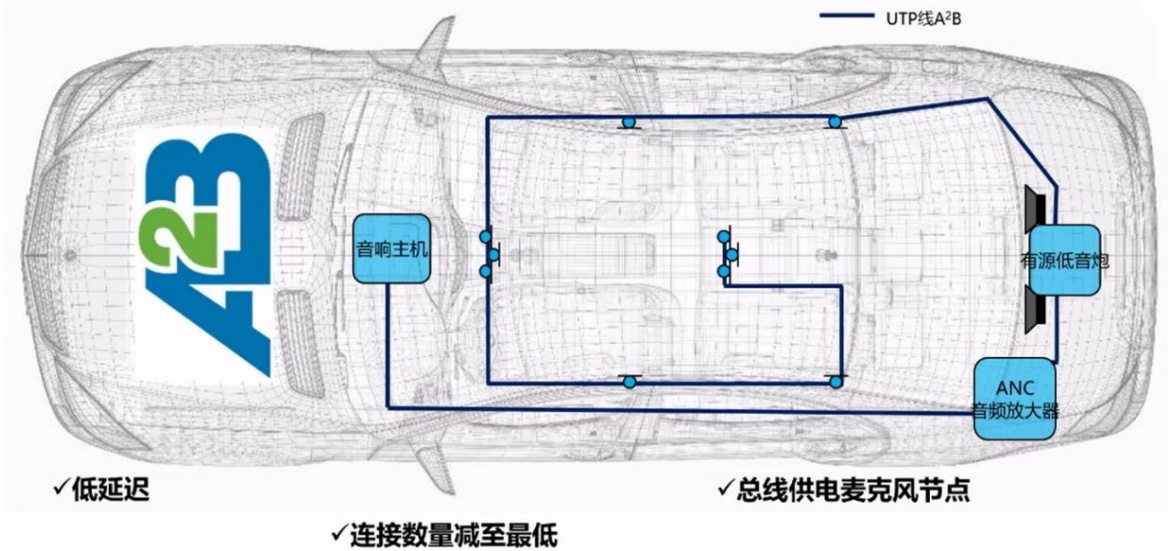 UTP线A²B
A2B
音响主机
有源低音炮
ANC
音频放大器
✓低延迟
✓总线供电麦克风节点
✓连接数量减至最低